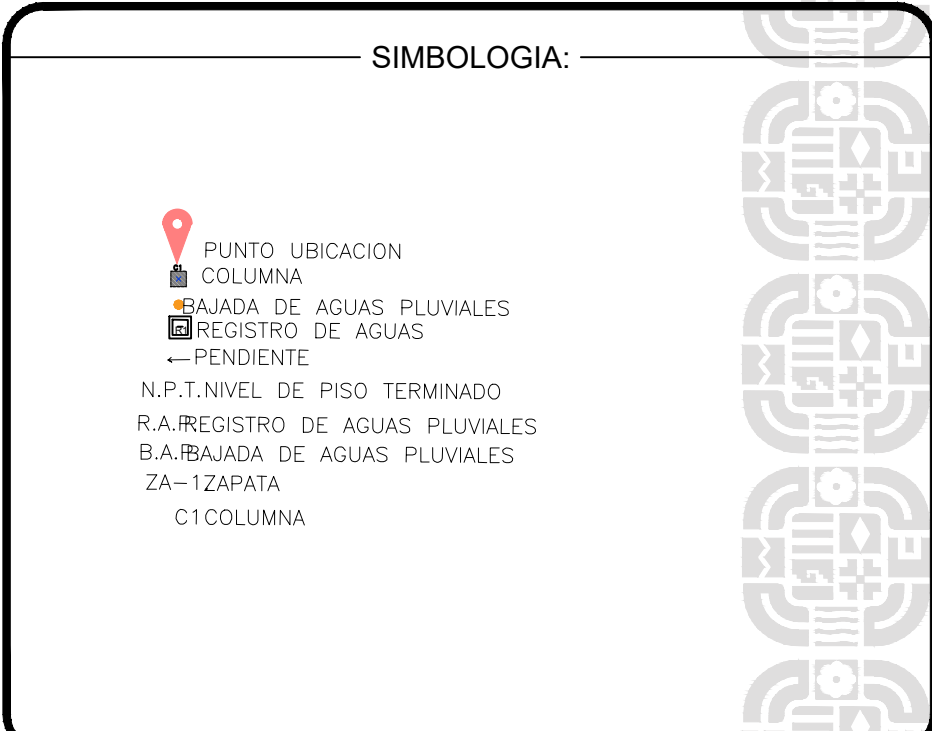 SIMBOLOGIA:
PUNTO UBICACION
C1 COLUMNA
BAJADA DE AGUAS PLUVIALES
R1 REGISTRO DE AGUAS
←PENDIENTE
N.P.T. NIVEL DE PISO TERMINADO
R.A.P. REGISTRO DE AGUAS PLUVIALES
B.A.P. BAJADA DE AGUAS PLUVIALES
ZA-1 ZAPATA
C1 COLUMNA